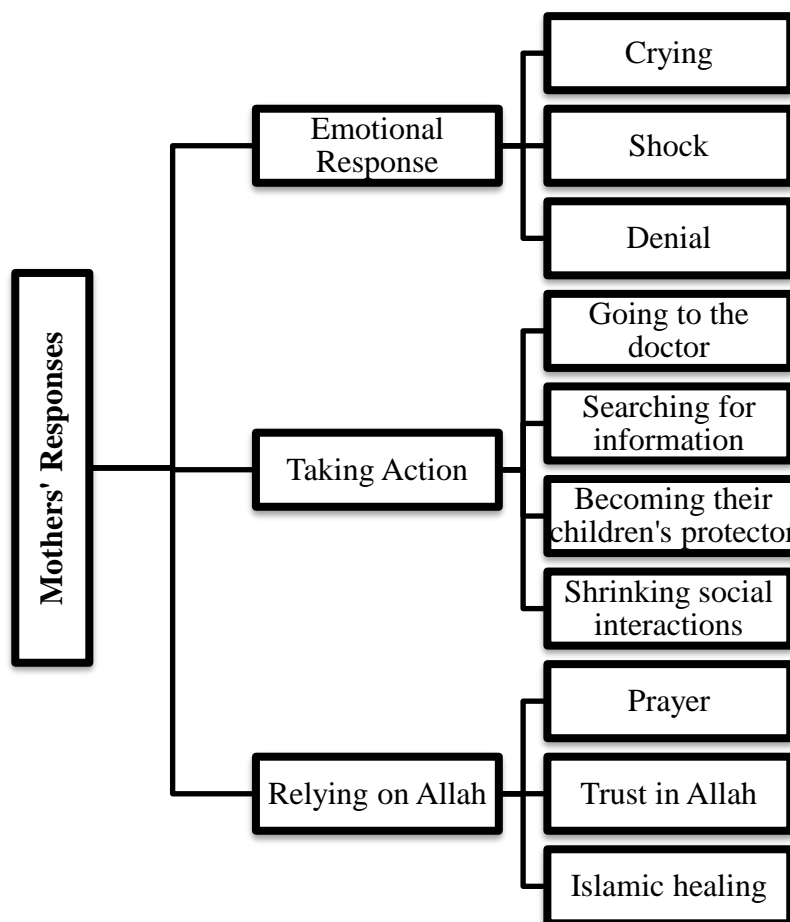 Mothers' Responses
Emotional
Response
Crying
Shock
Denial
Taking Action
Going to the
doctor
Searching for
information
Becoming their
children's protector
Shrinking social
interactions
Relying on Allah
Prayer
Trust in Allah
Islamic healing